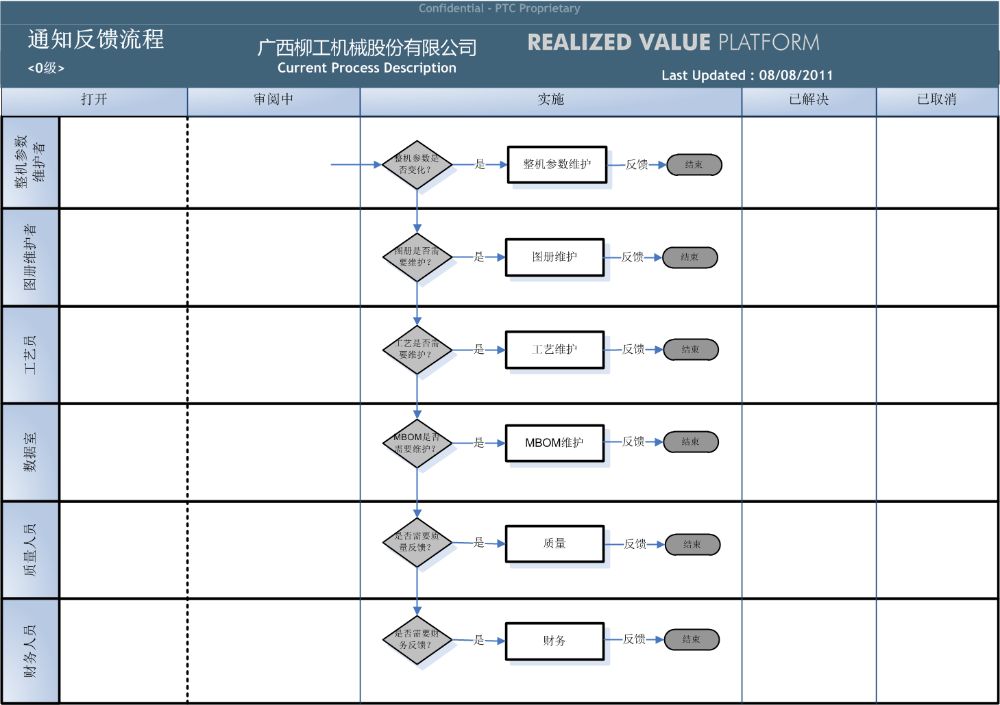 Confidential - PTC Proprietary
通知反馈流程
<0级>
广西柳工机械股份有限公司
Current Process Description
REALIZED VALUE PLATFORM
Last Updated : 08/08/2011
打开
审阅中
实施
已解决
已取消
整机参数
维护者
整机参数是
否变化？
是
整机参数维护
反馈
结束
图册维护者
图册是否需
要维护？
是
图册维护
反馈
结束
工艺员
工艺是否需
要维护？
是
工艺维护
反馈
结束
数据室
MBOM是否
需要维护？
是
MBOM维护
反馈
结束
质量人员
是否需要质
量反馈？
是
质量
反馈
结束
财务人员
是否需要财
务反馈？
是
财务
反馈
结束